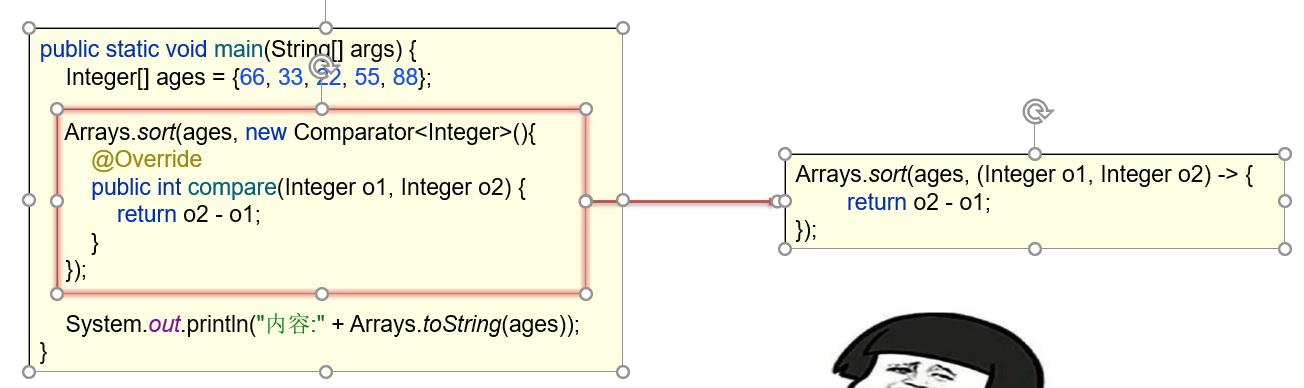 public static void main(String[] args) {
Integer[] ages = {66, 33, 22, 55, 88};
Arrays.sort(ages, new Comparator<Integer>(){
@Override
public int compare(Integer o1, Integer o2) {
return o2 - o1;
}
});
System.out.println("内容:" + Arrays.toString(ages));
}
Arrays.sort(ages, (Integer o1, Integer o2) -> {
return o2 - o1;
});